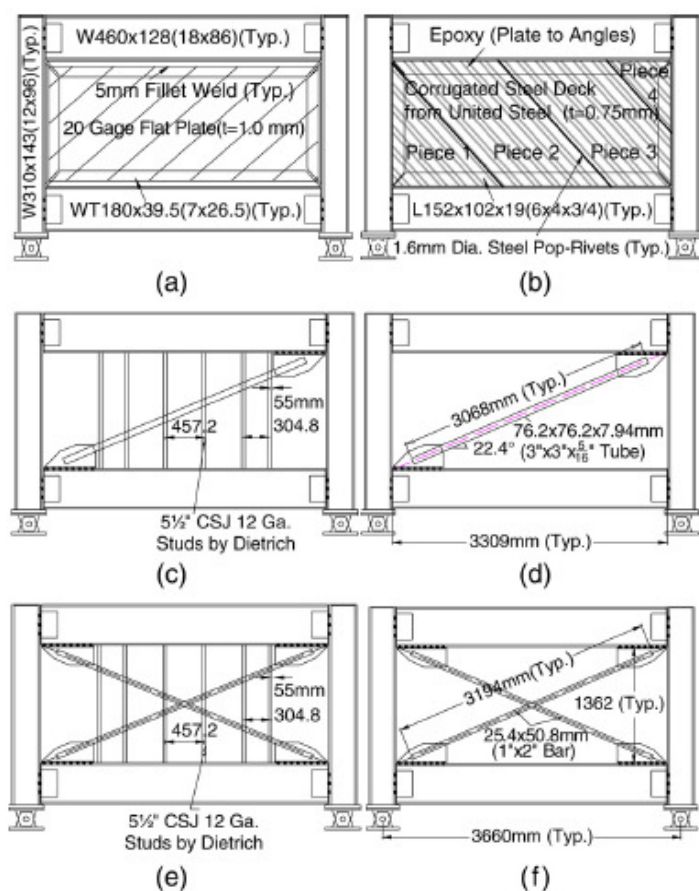 W460x128(18x86)(Typ.)
W310x143(12x96)(Typ.)
5mm Fillet Weld (Typ.)
20 Gage Flat Plate(t=1.0 mm)
WT180x39.5(7x26.5)(Typ.)
(a)
Epoxy (Plate to Angles)
Corrugated Steel Deck
from United Steel (t=0.75mm)
Piece 1
Piece 2
Piece 3
Piece
4
L152x102x19(6x4x3/4)(Typ.)
1.6mm Dia. Steel Pop-Rivets (Typ.)
(b)
457.2
55mm
304.8
5½" CSJ 12 Ga.
Studs by Dietrich
(c)
3068mm (Typ.)
76.2x76.2x7.94mm
22.4° (3"x3"x5/16" Tube)
3309mm (Typ.)
(d)
55mm
304.8
457.2
5½" CSJ 12 Ga.
Studs by Dietrich
(e)
3194mm(Typ.)
1362 (Typ.)
25.4x50.8mm
(1"x2" Bar)
3660mm (Typ.)
(f)